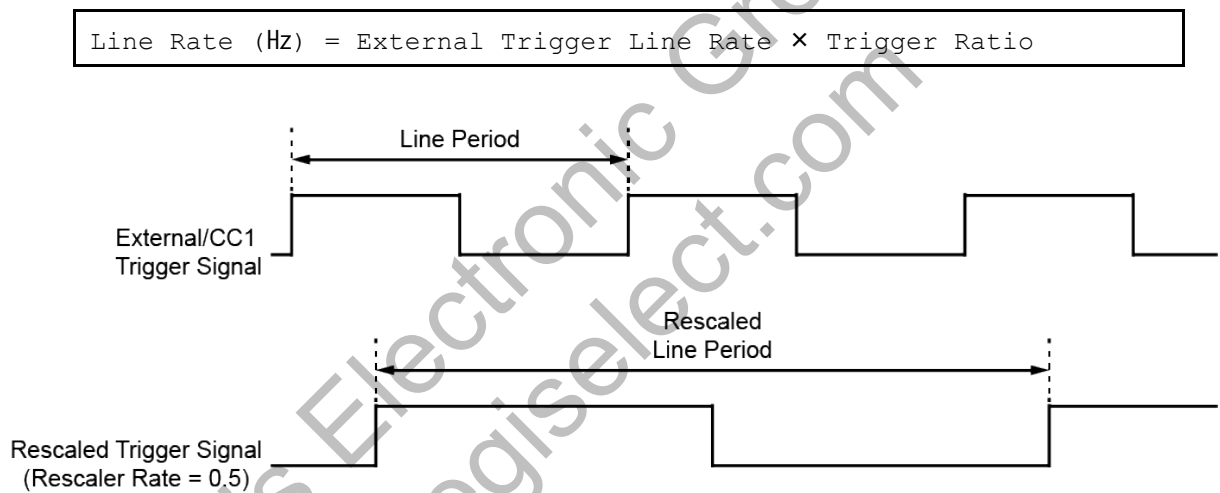 Line Rate (Hz) = External Trigger Line Rate × Trigger Ratio
Line Period
External/CC1
Trigger Signal
Rescaled
Line Period
Rescaled Trigger Signal
(Rescaler Rate = 0.5)